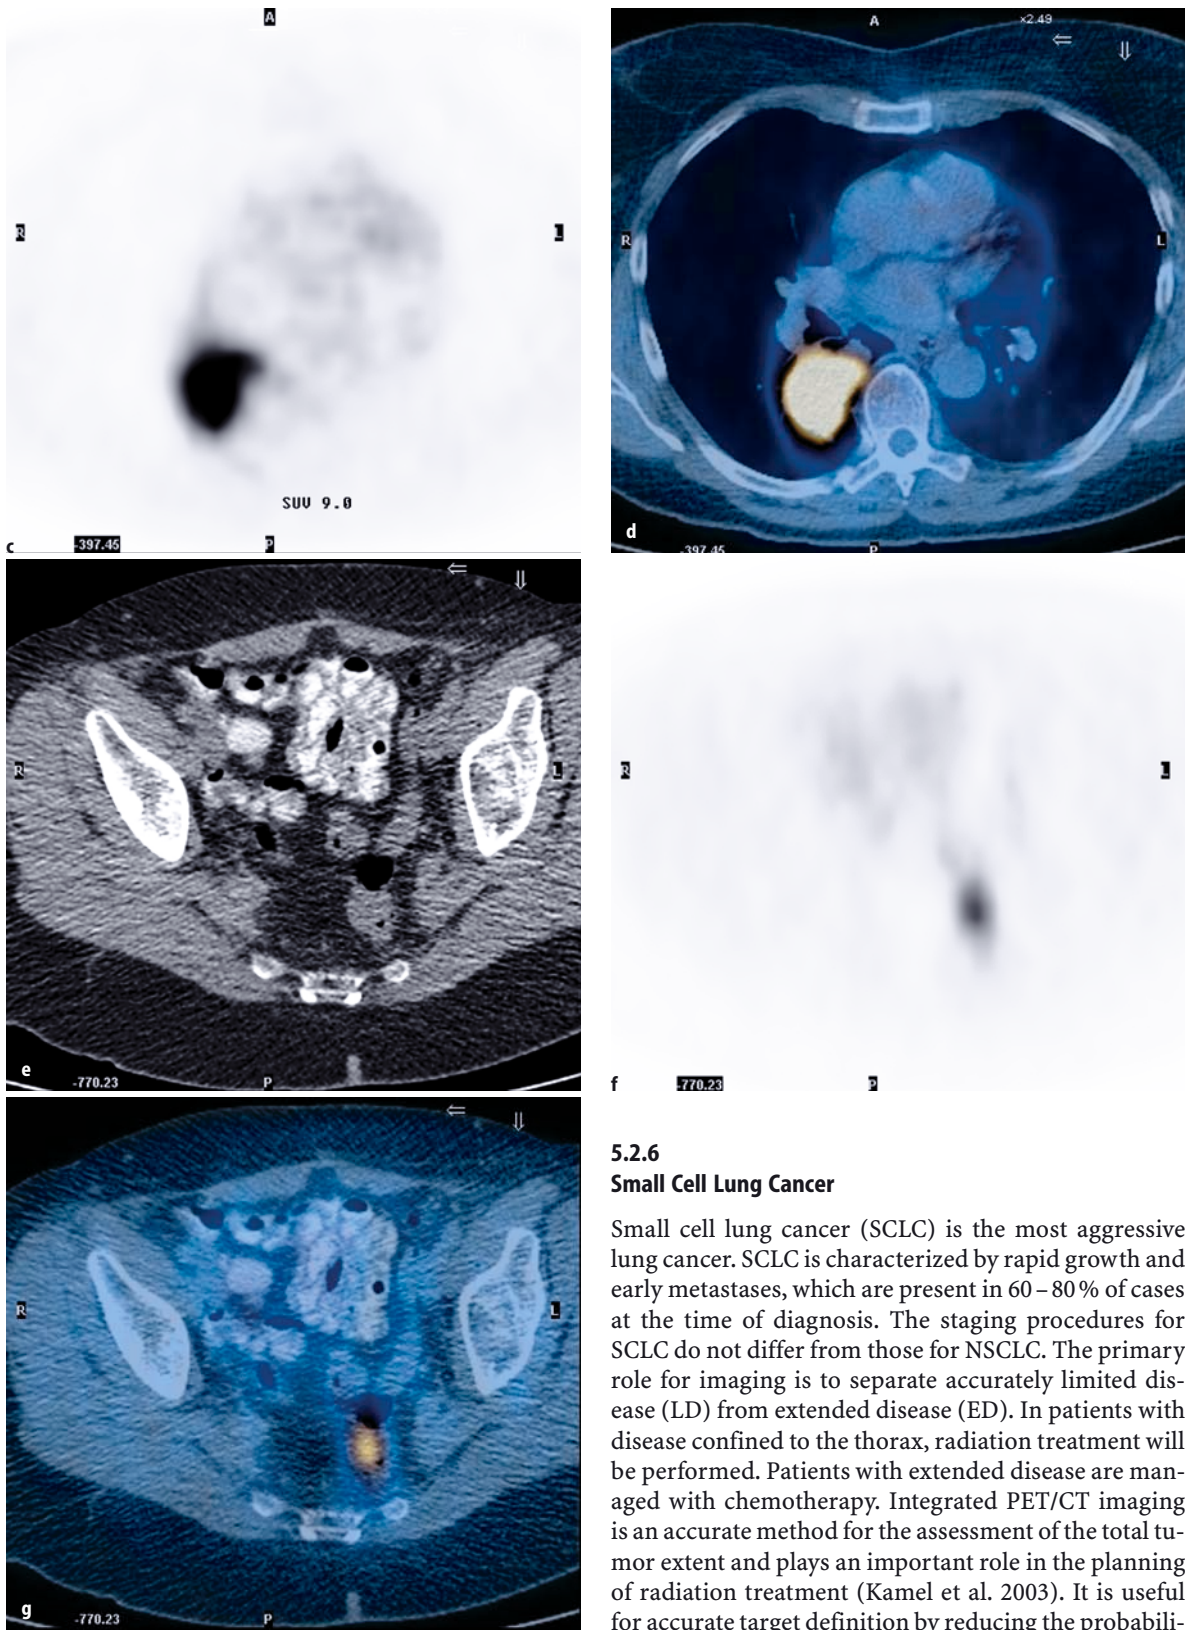 A
R
L
SUV 9.0
c
-397.45
P
A
×2.49
⇐
⇓
R
L
d
-397.45
P
⇐
⇓
R
L
e
-770.23
P
R
L
f
-770.23
P
⇐
⇓
R
L
g
-770.23
P
5.2.6
Small Cell Lung Cancer
Small cell lung cancer (SCLC) is the most aggressive
lung cancer. SCLC is characterized by rapid growth and
early metastases, which are present in 60 – 80 % of cases
at the time of diagnosis. The staging procedures for
SCLC do not differ from those for NSCLC. The primary
role for imaging is to separate accurately limited dis-
ease (LD) from extended disease (ED). In patients with
disease confined to the thorax, radiation treatment will
be performed. Patients with extended disease are man-
aged with chemotherapy. Integrated PET/CT imaging
is an accurate method for the assessment of the total tu-
mor extent and plays an important role in the planning
of radiation treatment (Kamel et al. 2003). It is useful
for accurate target definition by reducing the probabili-